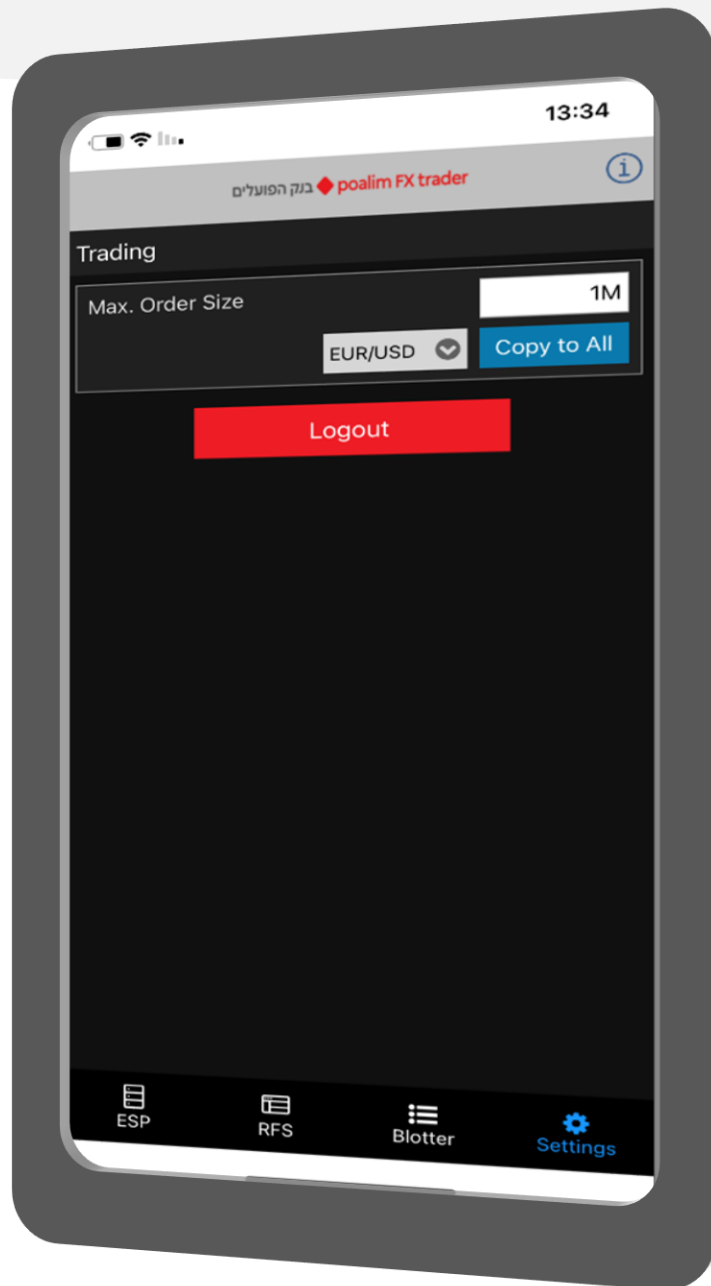 13:34
בנק הפועלים poalim FX trader
Trading
Max. Order Size 1M
EUR/USD Copy to All
Logout
ESP RFS Blotter Settings